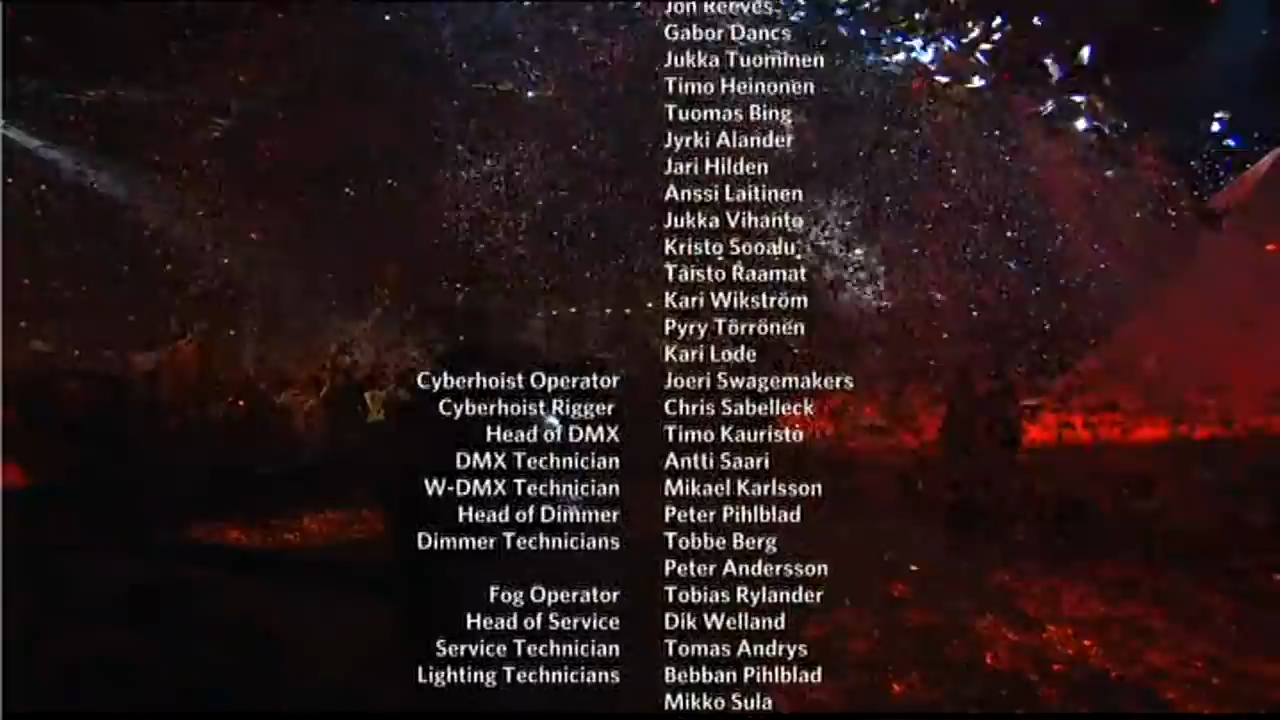 Jon Reeves
Gabor Dancs
Jukka Tuominen
Timo Heinonen
Tuomas Bing
Jyrki Alander
Jari Hilden
Anssi Laitinen
Jukka Vihanto
Kristo Sooalu
Taisto Raamat
Kari Wikström
Pyry Törrönen
Kari Lode
Cyberhoist Operator Joeri Swagemakers
Cyberhoist Rigger Chris Sabelleck
Head of DMX Timo Kauristo
DMX Technician Antti Saari
W-DMX Technician Mikael Karlsson
Head of Dimmer Peter Pihlblad
Dimmer Technicians Tobbe Berg
Peter Andersson
Fog Operator Tobias Rylander
Head of Service Dik Welland
Service Technician Tomas Andrys
Lighting Technicians Bebban Pihlblad
Mikko Sula